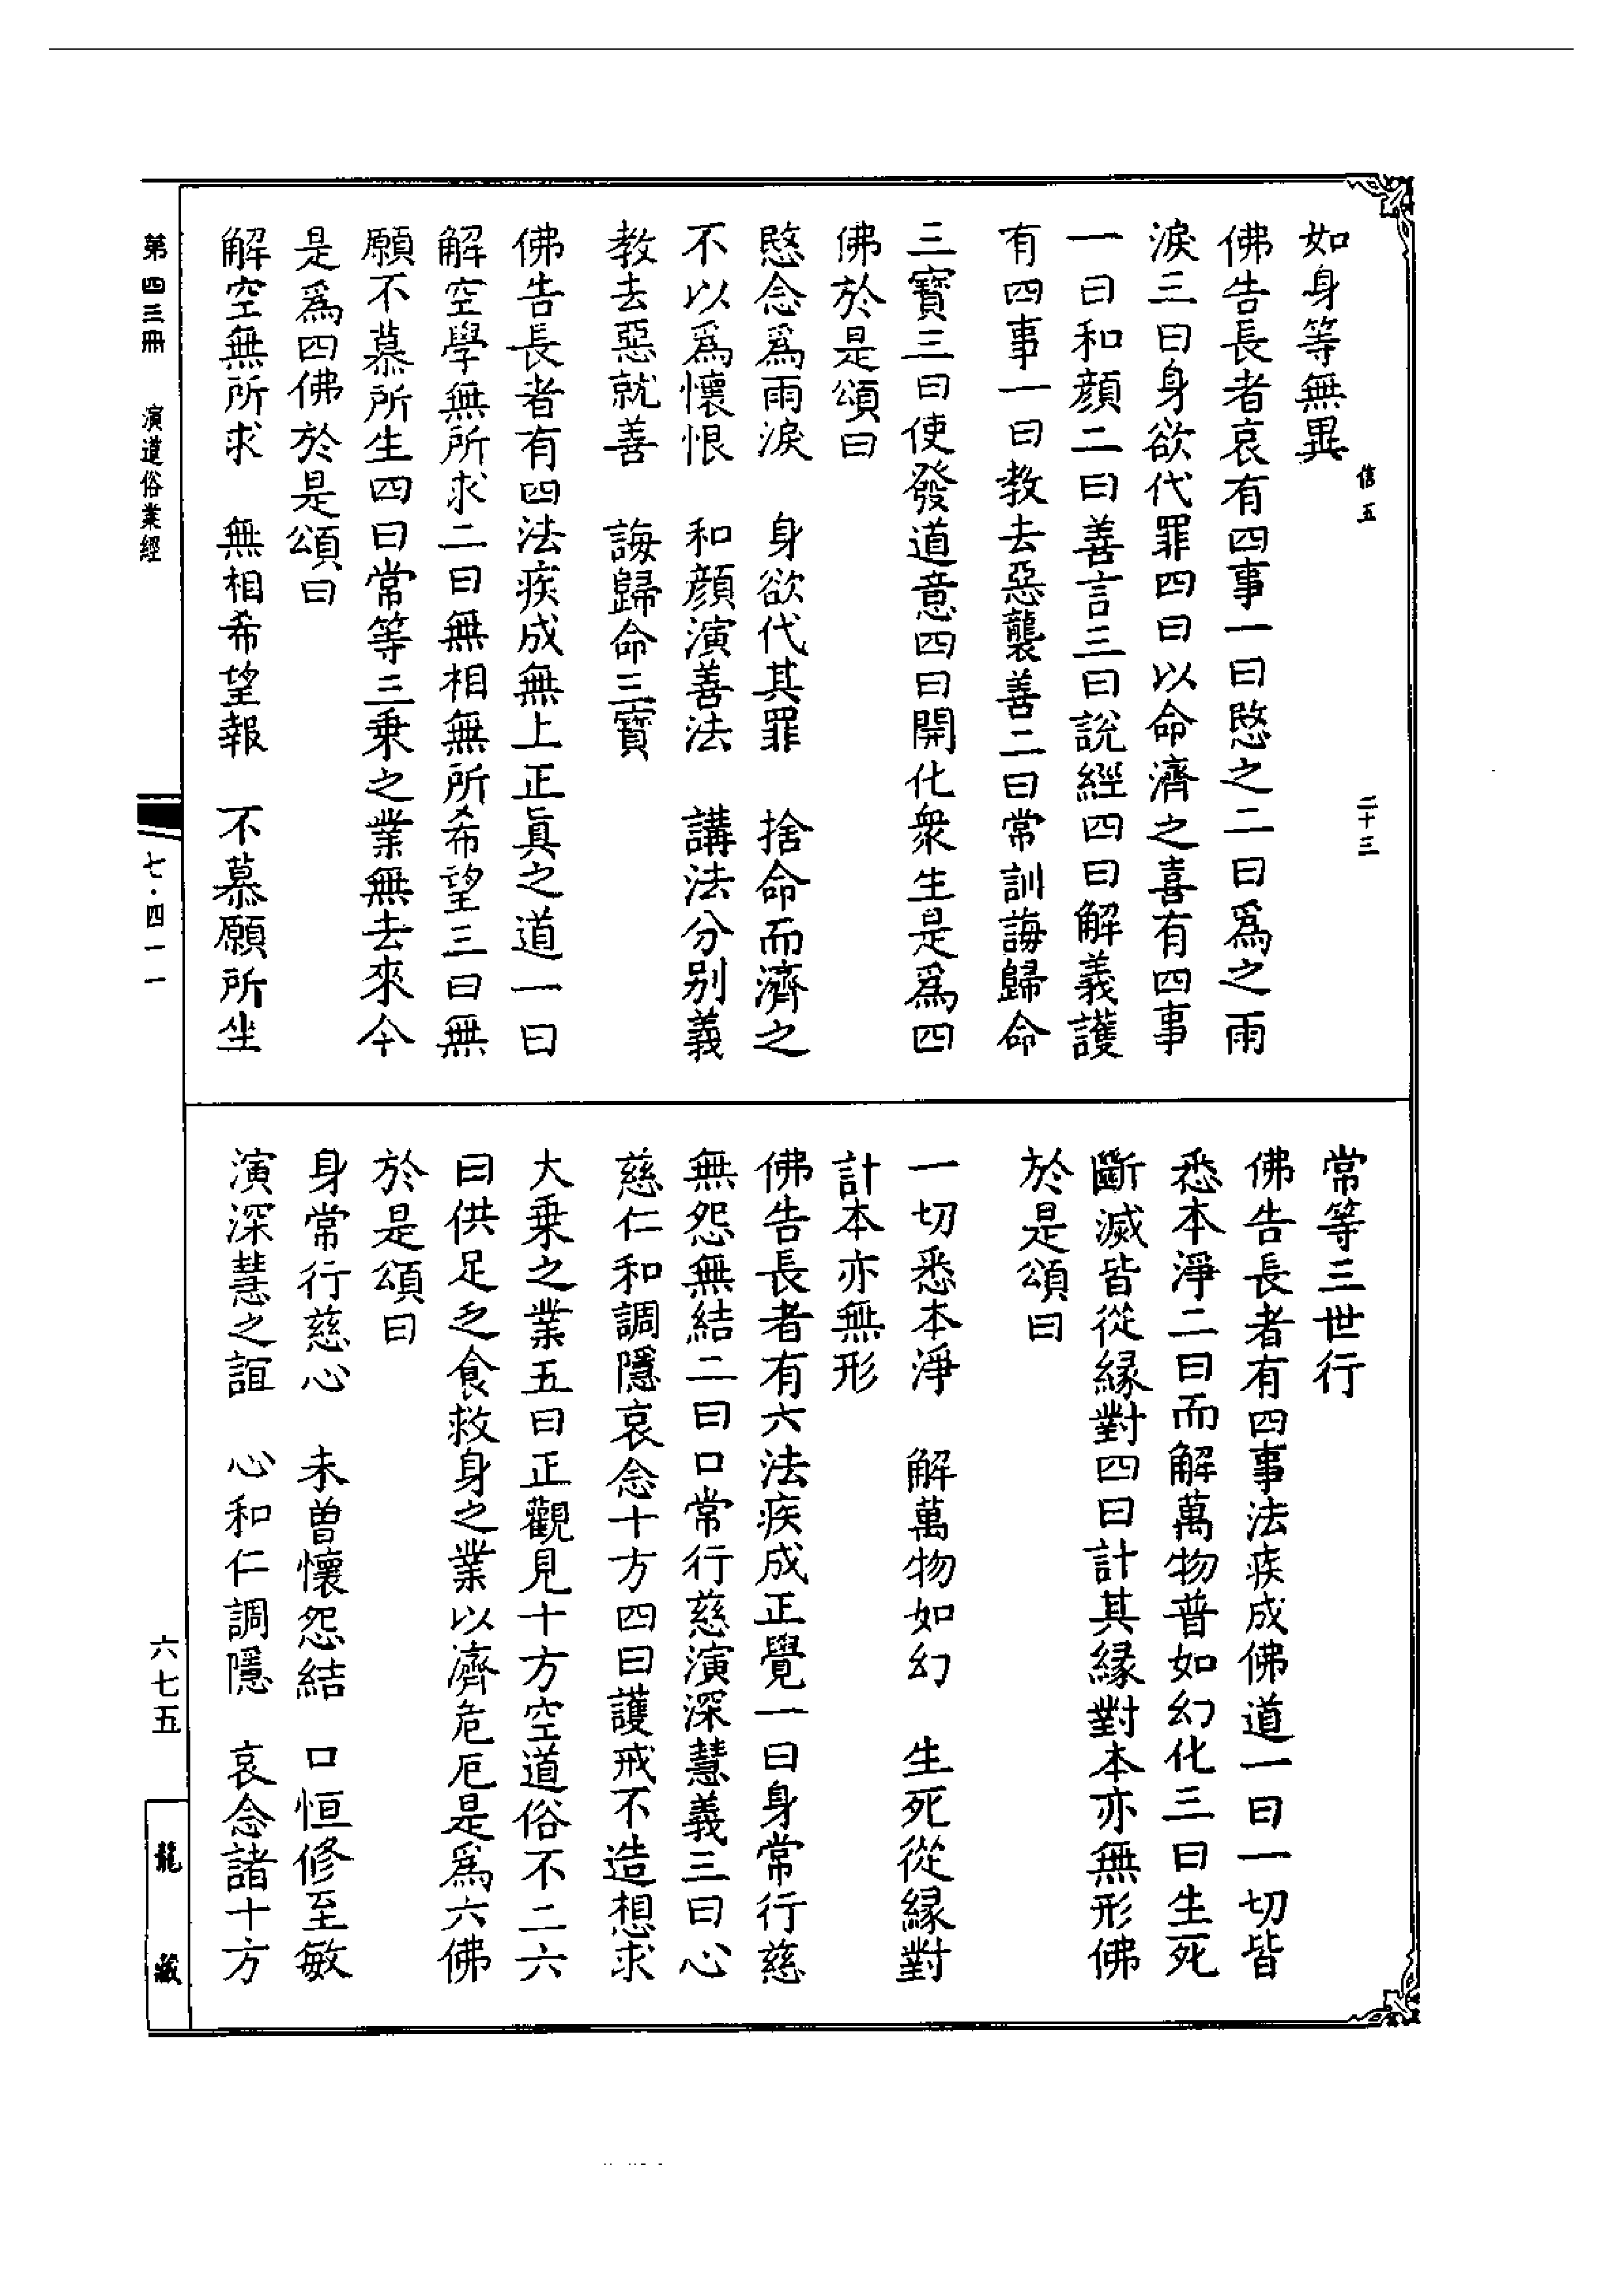 信五 二十三
如身等無異
佛告長者哀有四事一曰愍之二曰爲之雨
淚三曰身欲代罪四曰以命濟之喜有四事
一曰和顏二曰善言三曰說經四曰解義護
有四事一曰教去惡襲善二曰常訓誨歸命
三寶三曰使發道意四曰開化衆生是爲四
佛於是頌曰
愍念爲雨淚 身欲代其罪 捨命而濟之
不以爲懷恨 和顏演善法 講法分别義
教去惡就善 誨歸命三寶
佛告長者有四法疾成無上正眞之道一曰
解空學無所求二曰無相無所希望三曰無
願不慕所生四曰常等三乗之業無去來今
是爲四佛於是頌曰
解空無所求 無相希望報 不慕願所生
常等三世行
佛告長者有四事法疾成佛道一曰一切皆
悉本淨二曰而解萬物普如幻化三曰生死
斷滅皆從緣對四曰計其緣對本亦無形佛
於是頌曰
一切悉本淨 解萬物如幻 生死從緣對
計本亦無形
佛告長者有六法疾成正覺一曰身常行慈
無怨無結二曰口常行慈演深慧義三曰心
慈仁和調隱哀念十方四曰護戒不造想求
大乗之業五曰正觀見十方空道俗不二六
曰供足乏食救身之業以濟危厄是爲六佛
於是頌曰
身常行慈心 未曾懷怨結 口恒修至敏
演深慧之誼 心和仁調隱 哀念諸十方
第四三冊 演道俗業經 七·四一一
六七五 龍藏